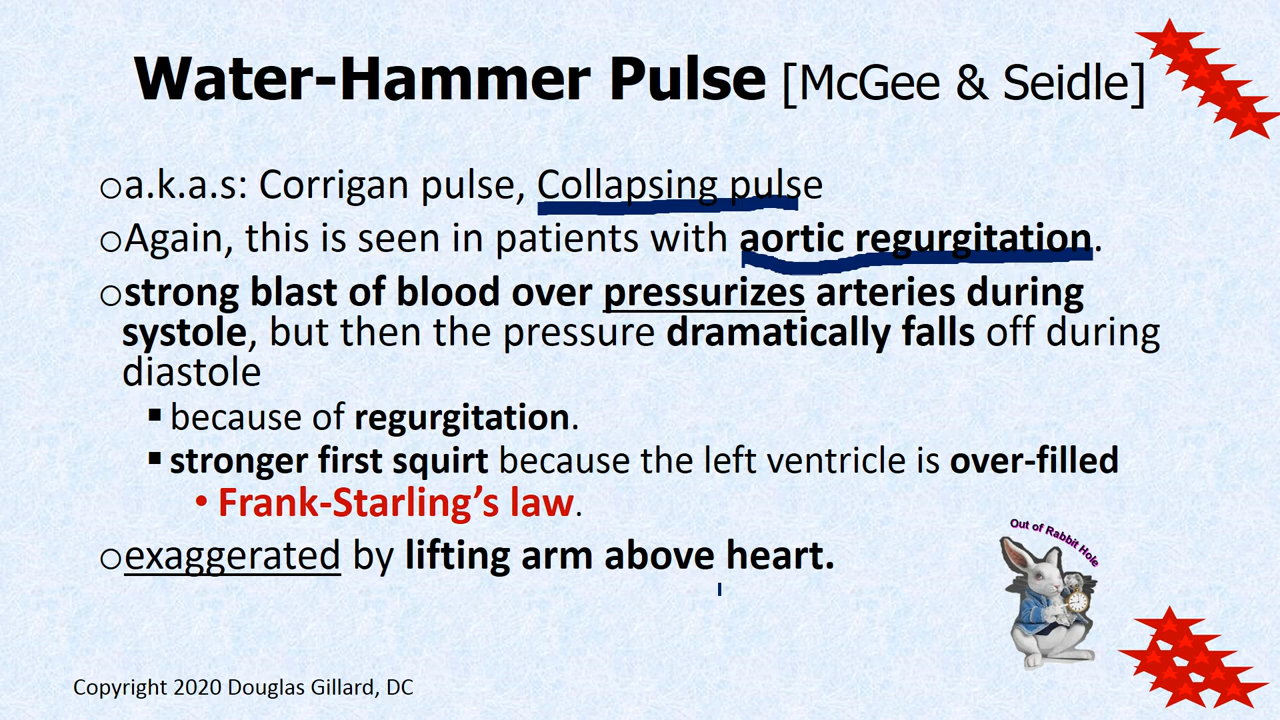 Water-Hammer Pulse [McGee & Seidle]
○a.k.a.s: Corrigan pulse, Collapsing pulse
○Again, this is seen in patients with aortic regurgitation.
○strong blast of blood over pressurizes arteries during
systole, but then the pressure dramatically falls off during
diastole
▪because of regurgitation.
▪stronger first squirt because the left ventricle is over-filled
• Frank-Starling’s law.
○exaggerated by lifting arm above heart.
Out of Rabbit Hole
Copyright 2020 Douglas Gillard, DC